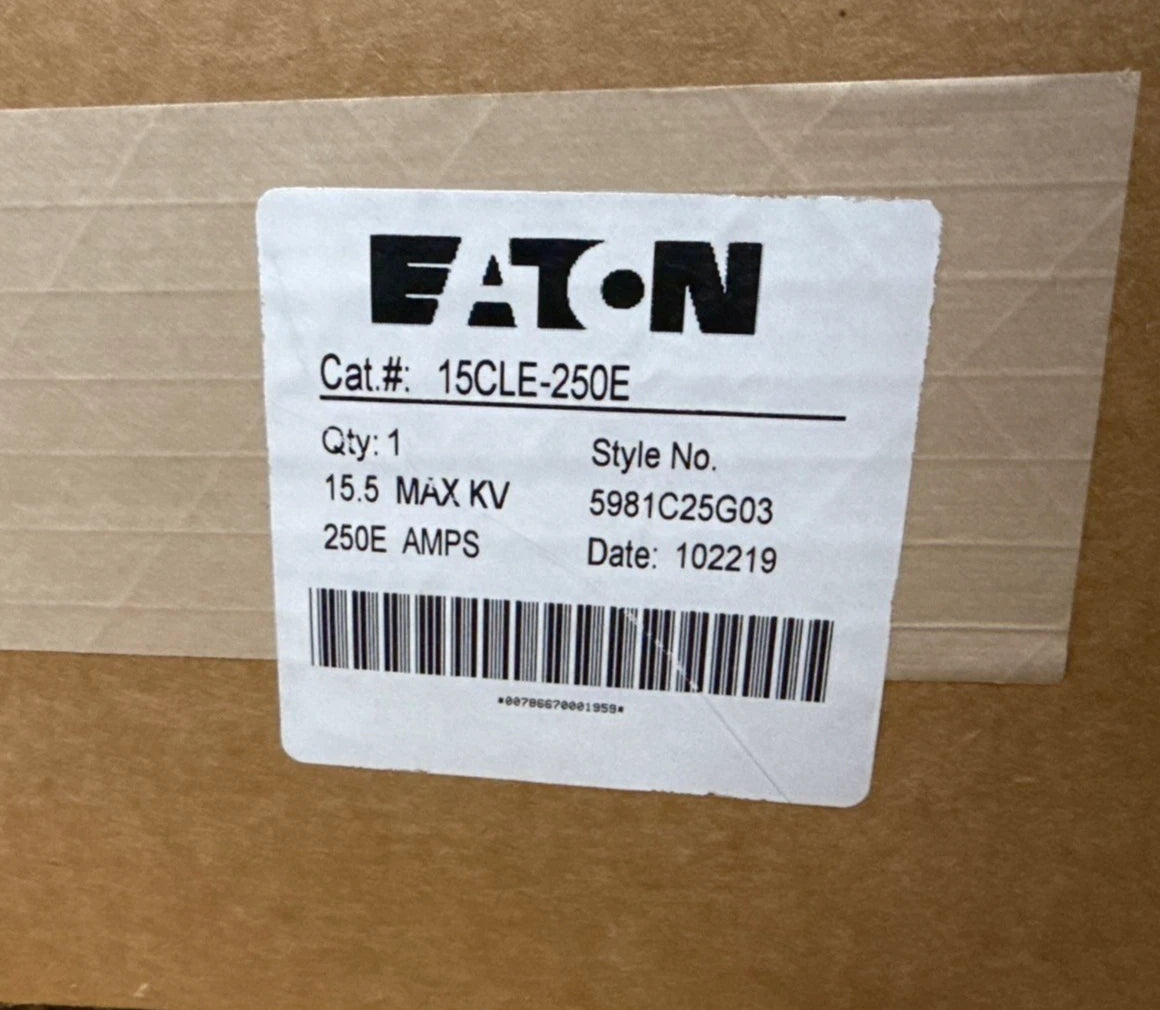 EATON
Cat.#: 15CLE-250E
Qty: 1
Style No.
15.5 MAX KV
5981C25G03
250E AMPS
Date: 102219
*00786670001959*